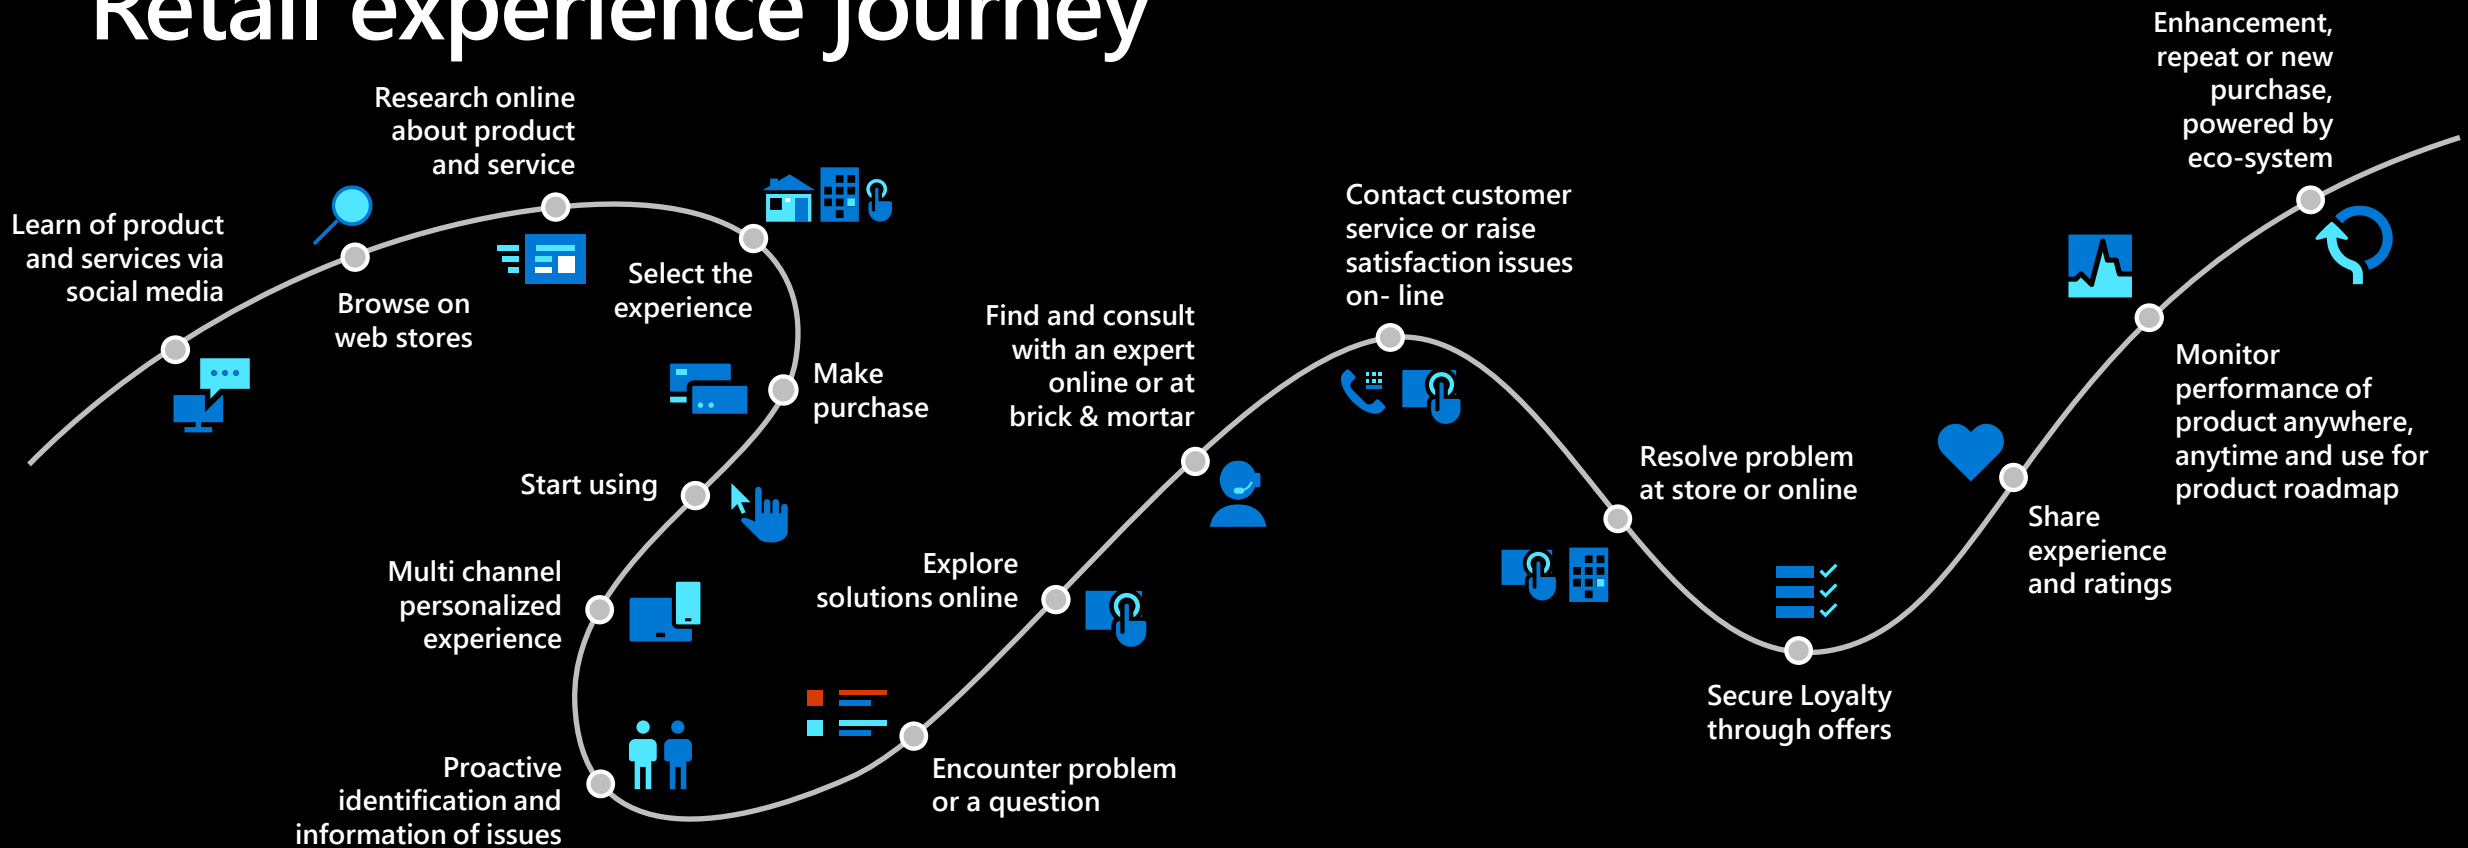 Retail experience journey
Learn of product
and services via
social media
Browse on
web stores
Research online
about product
and service
Select the
experience
Make
purchase
Start using
Multi channel
personalized
experience
Proactive
identification and
information of issues
Encounter problem
or a question
Explore
solutions online
Find and consult
with an expert
online or at
brick & mortar
Contact customer
service or raise
satisfaction issues
on- line
Resolve problem
at store or online
Secure Loyalty
through offers
Share
experience
and ratings
Monitor
performance of
product anywhere,
anytime and use for
product roadmap
Enhancement,
repeat or new
purchase,
powered by
eco-system